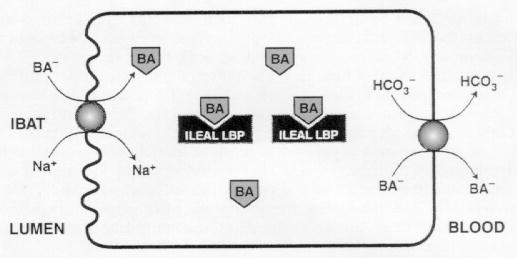 BA BA
BA⁻ HCO₃⁻ HCO₃⁻
BA BA
IBAT ILEAL LBP ILEAL LBP
Na⁺ Na⁺ BA BA⁻ BA⁻
LUMEN BLOOD